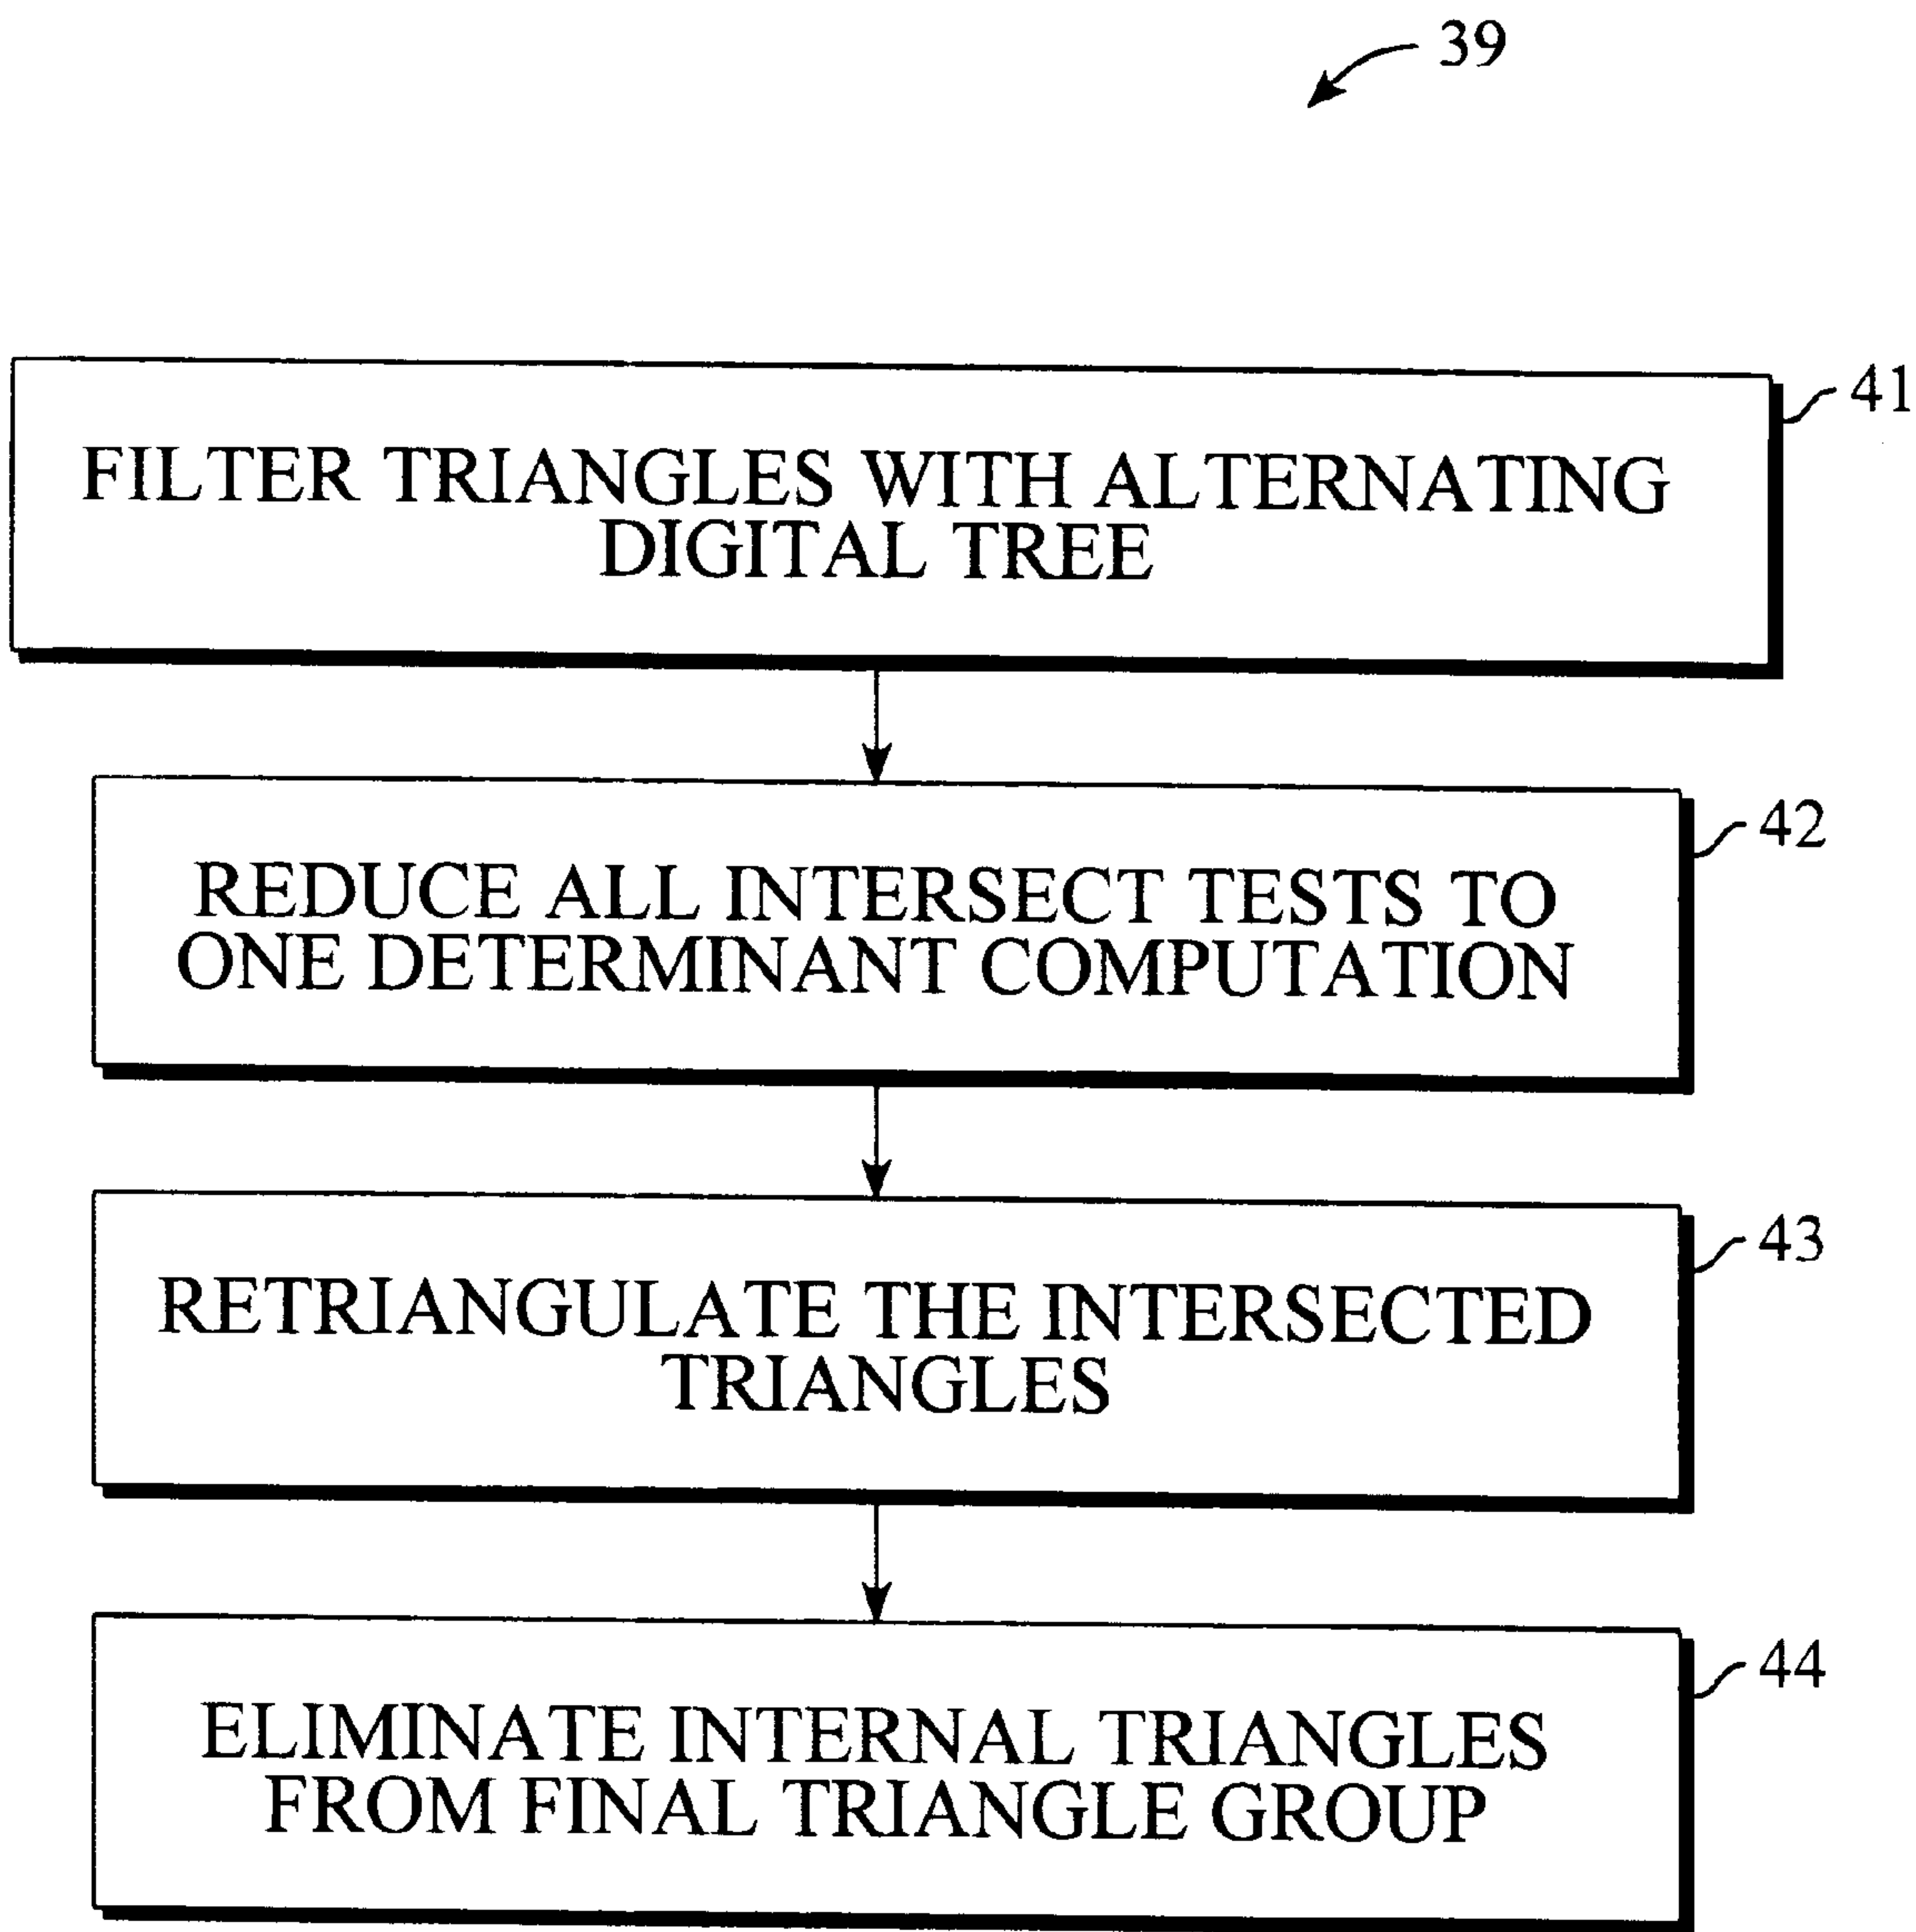 39
41
FILTER TRIANGLES WITH ALTERNATING
DIGITAL TREE
42
REDUCE ALL INTERSECT TESTS TO
ONE DETERMINANT COMPUTATION
43
RETRIANGULATE THE INTERSECTED
TRIANGLES
44
ELIMINATE INTERNAL TRIANGLES
FROM FINAL TRIANGLE GROUP